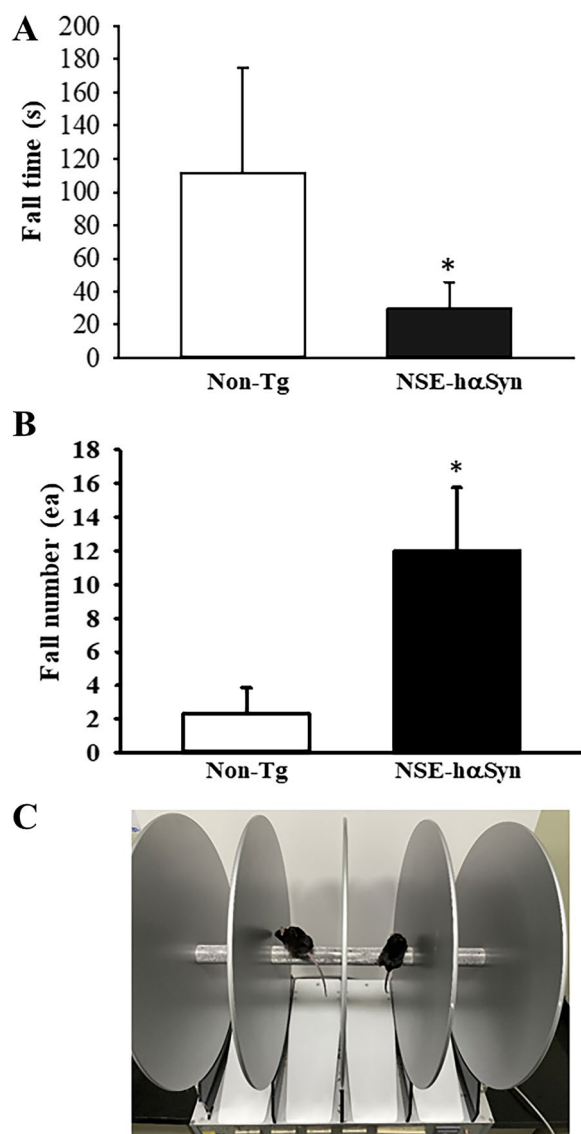 A
Fall time (s)
200
180
160
140
120
100
80
60
40
20
0
*
Non-Tg
NSE-hαSyn
B
Fall number (ea)
18
16
14
12
10
8
6
4
2
0
*
Non-Tg
NSE-hαSyn
C